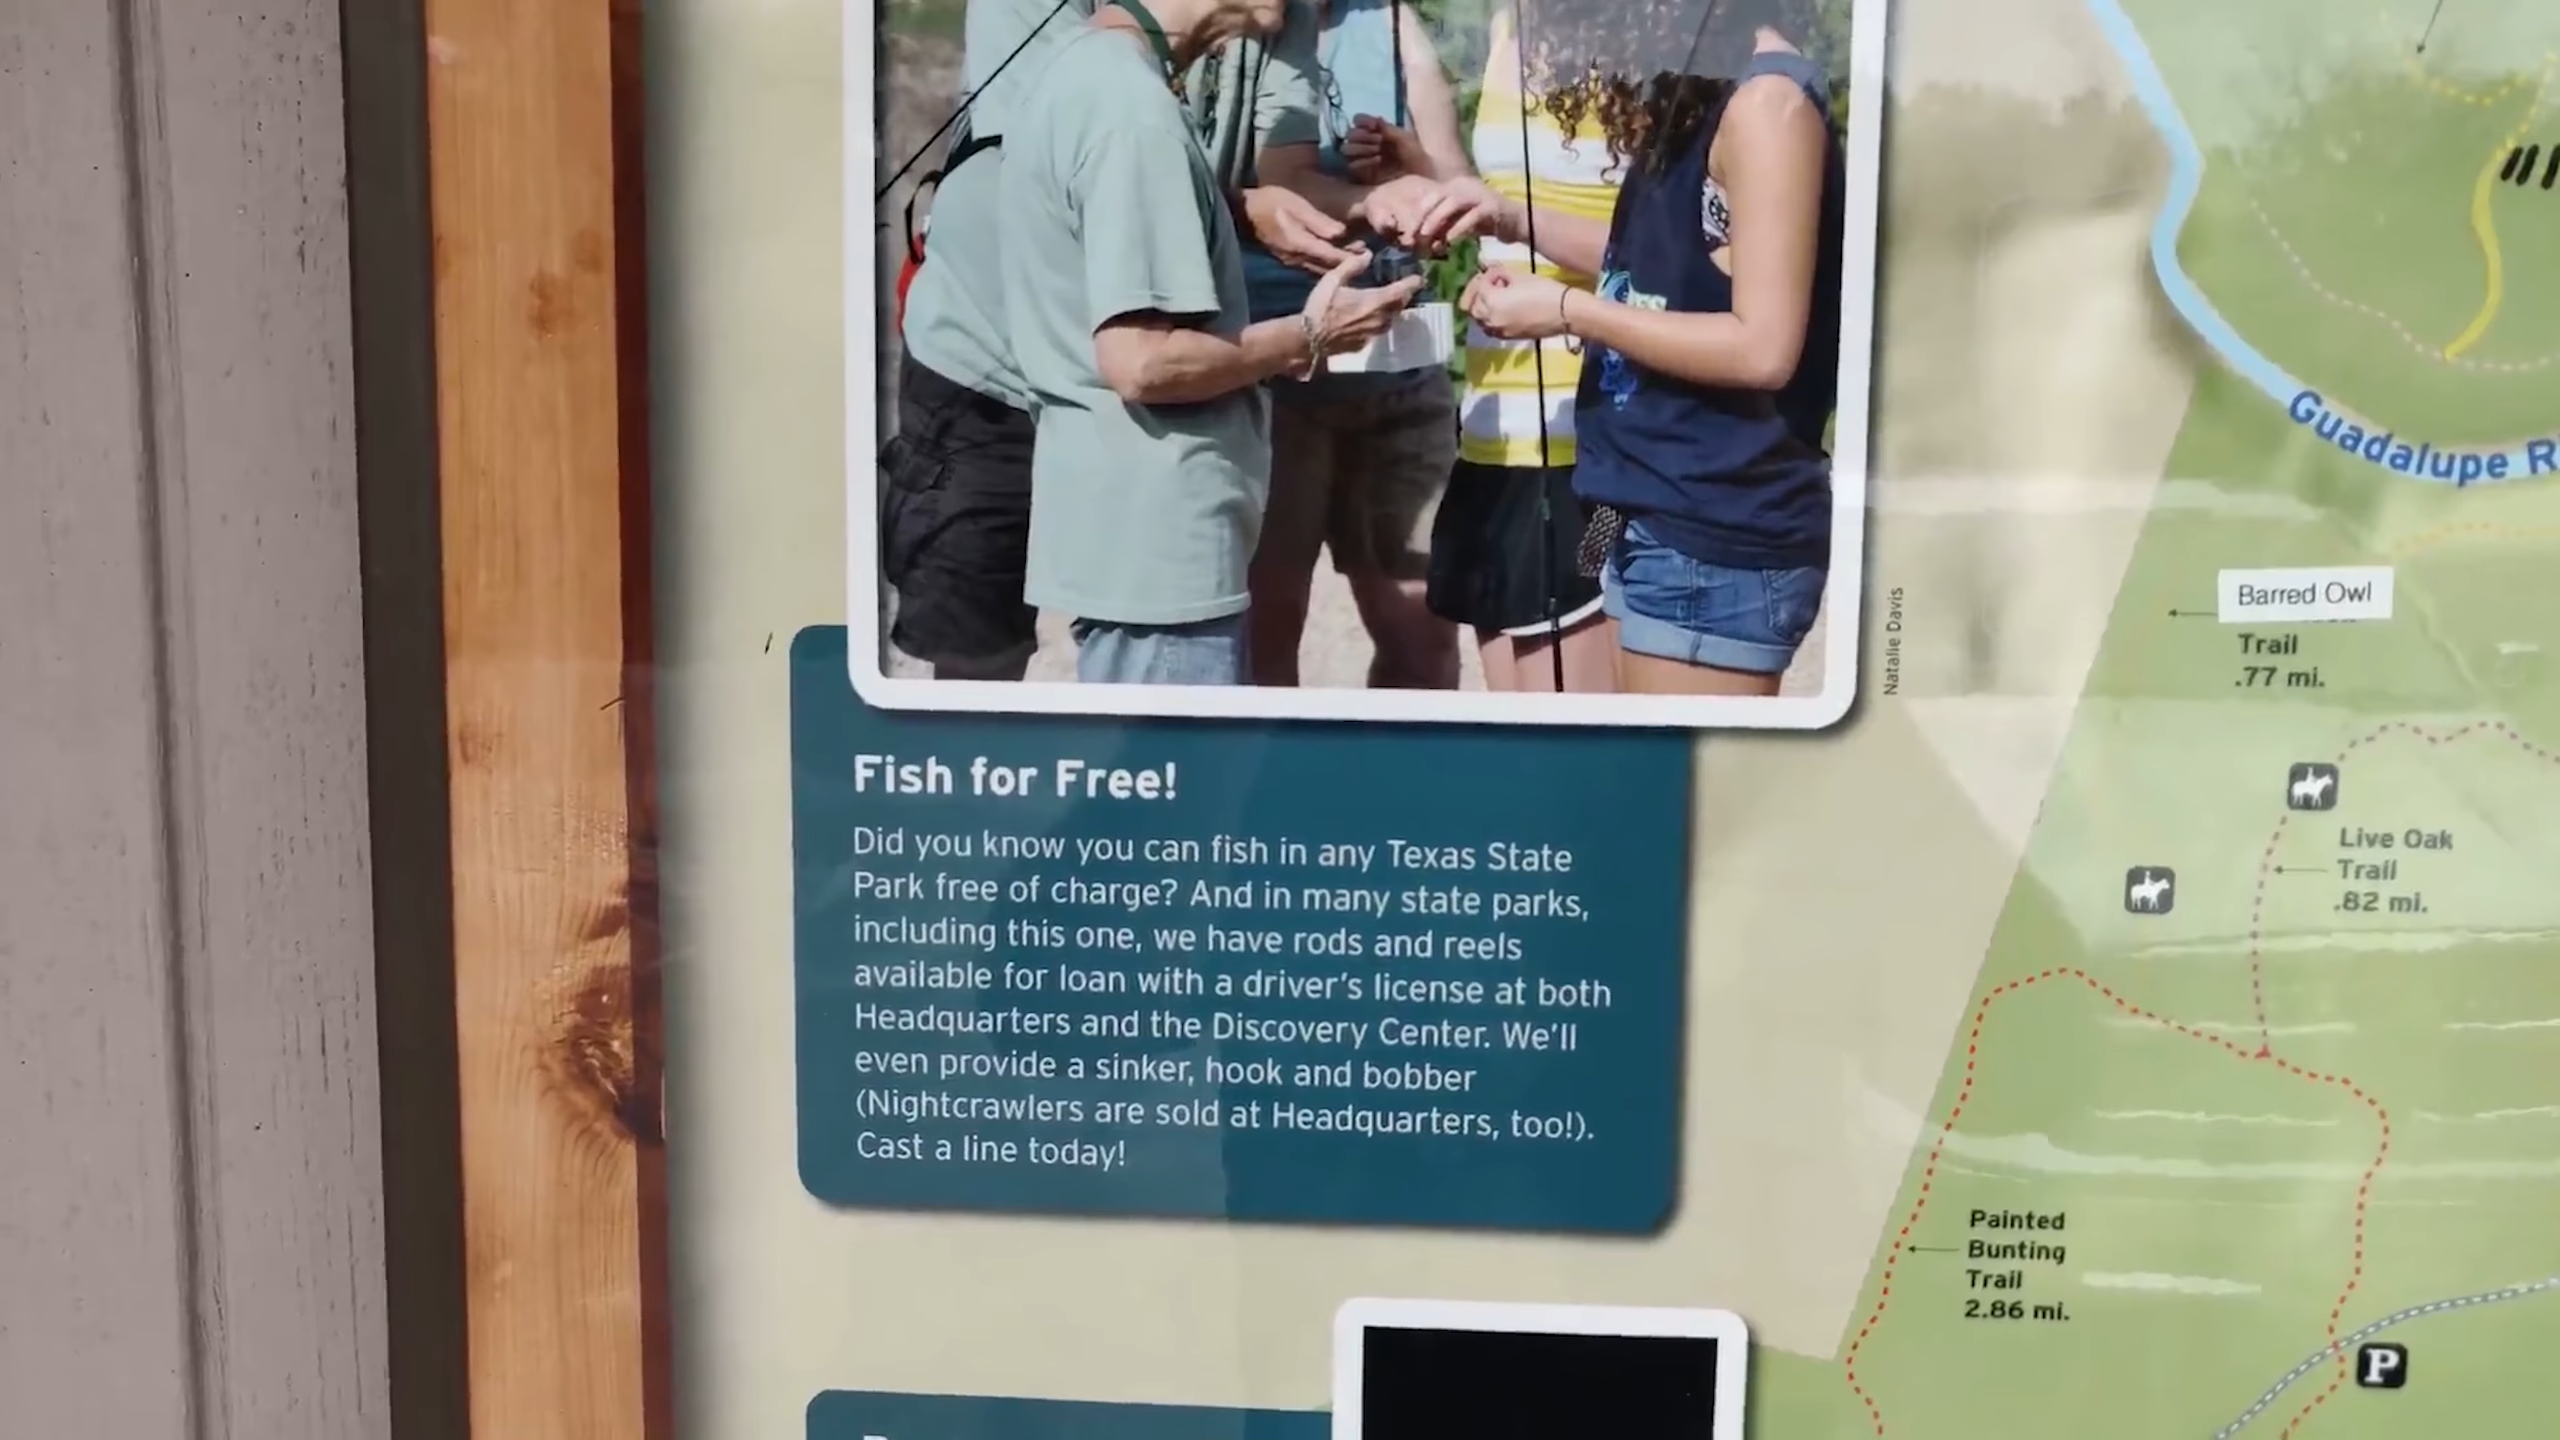 Fish for Free!
Did you know you can fish in any Texas State
Park free of charge? And in many state parks,
including this one, we have rods and reels
available for loan with a driver's license at both
Headquarters and the Discovery Center. We'll
even provide a sinker, hook and bobber
(Nightcrawlers are sold at Headquarters, too!).
Cast a line today!
Natalie Davis
Guadalupe
Barred Owl
Trail
.77 mi.
Live Oak
Trail
.82 mi.
Painted
Bunting
Trail
2.86 mi.
P